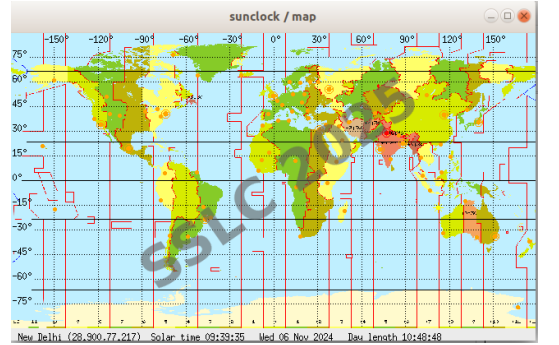 sunclock / map
-150° -120° -90° -60° -30° 0° 30° 60° 90° 120° 150°
75°
60°
45°
30°
15°
0°
-15°
-30°
-45°
-60°
-75°
SSLC 2025
New Delhi (28.900,77.217) Solar time 09:39:35 Wed 06 Nov 2024 Day length 10:48:48